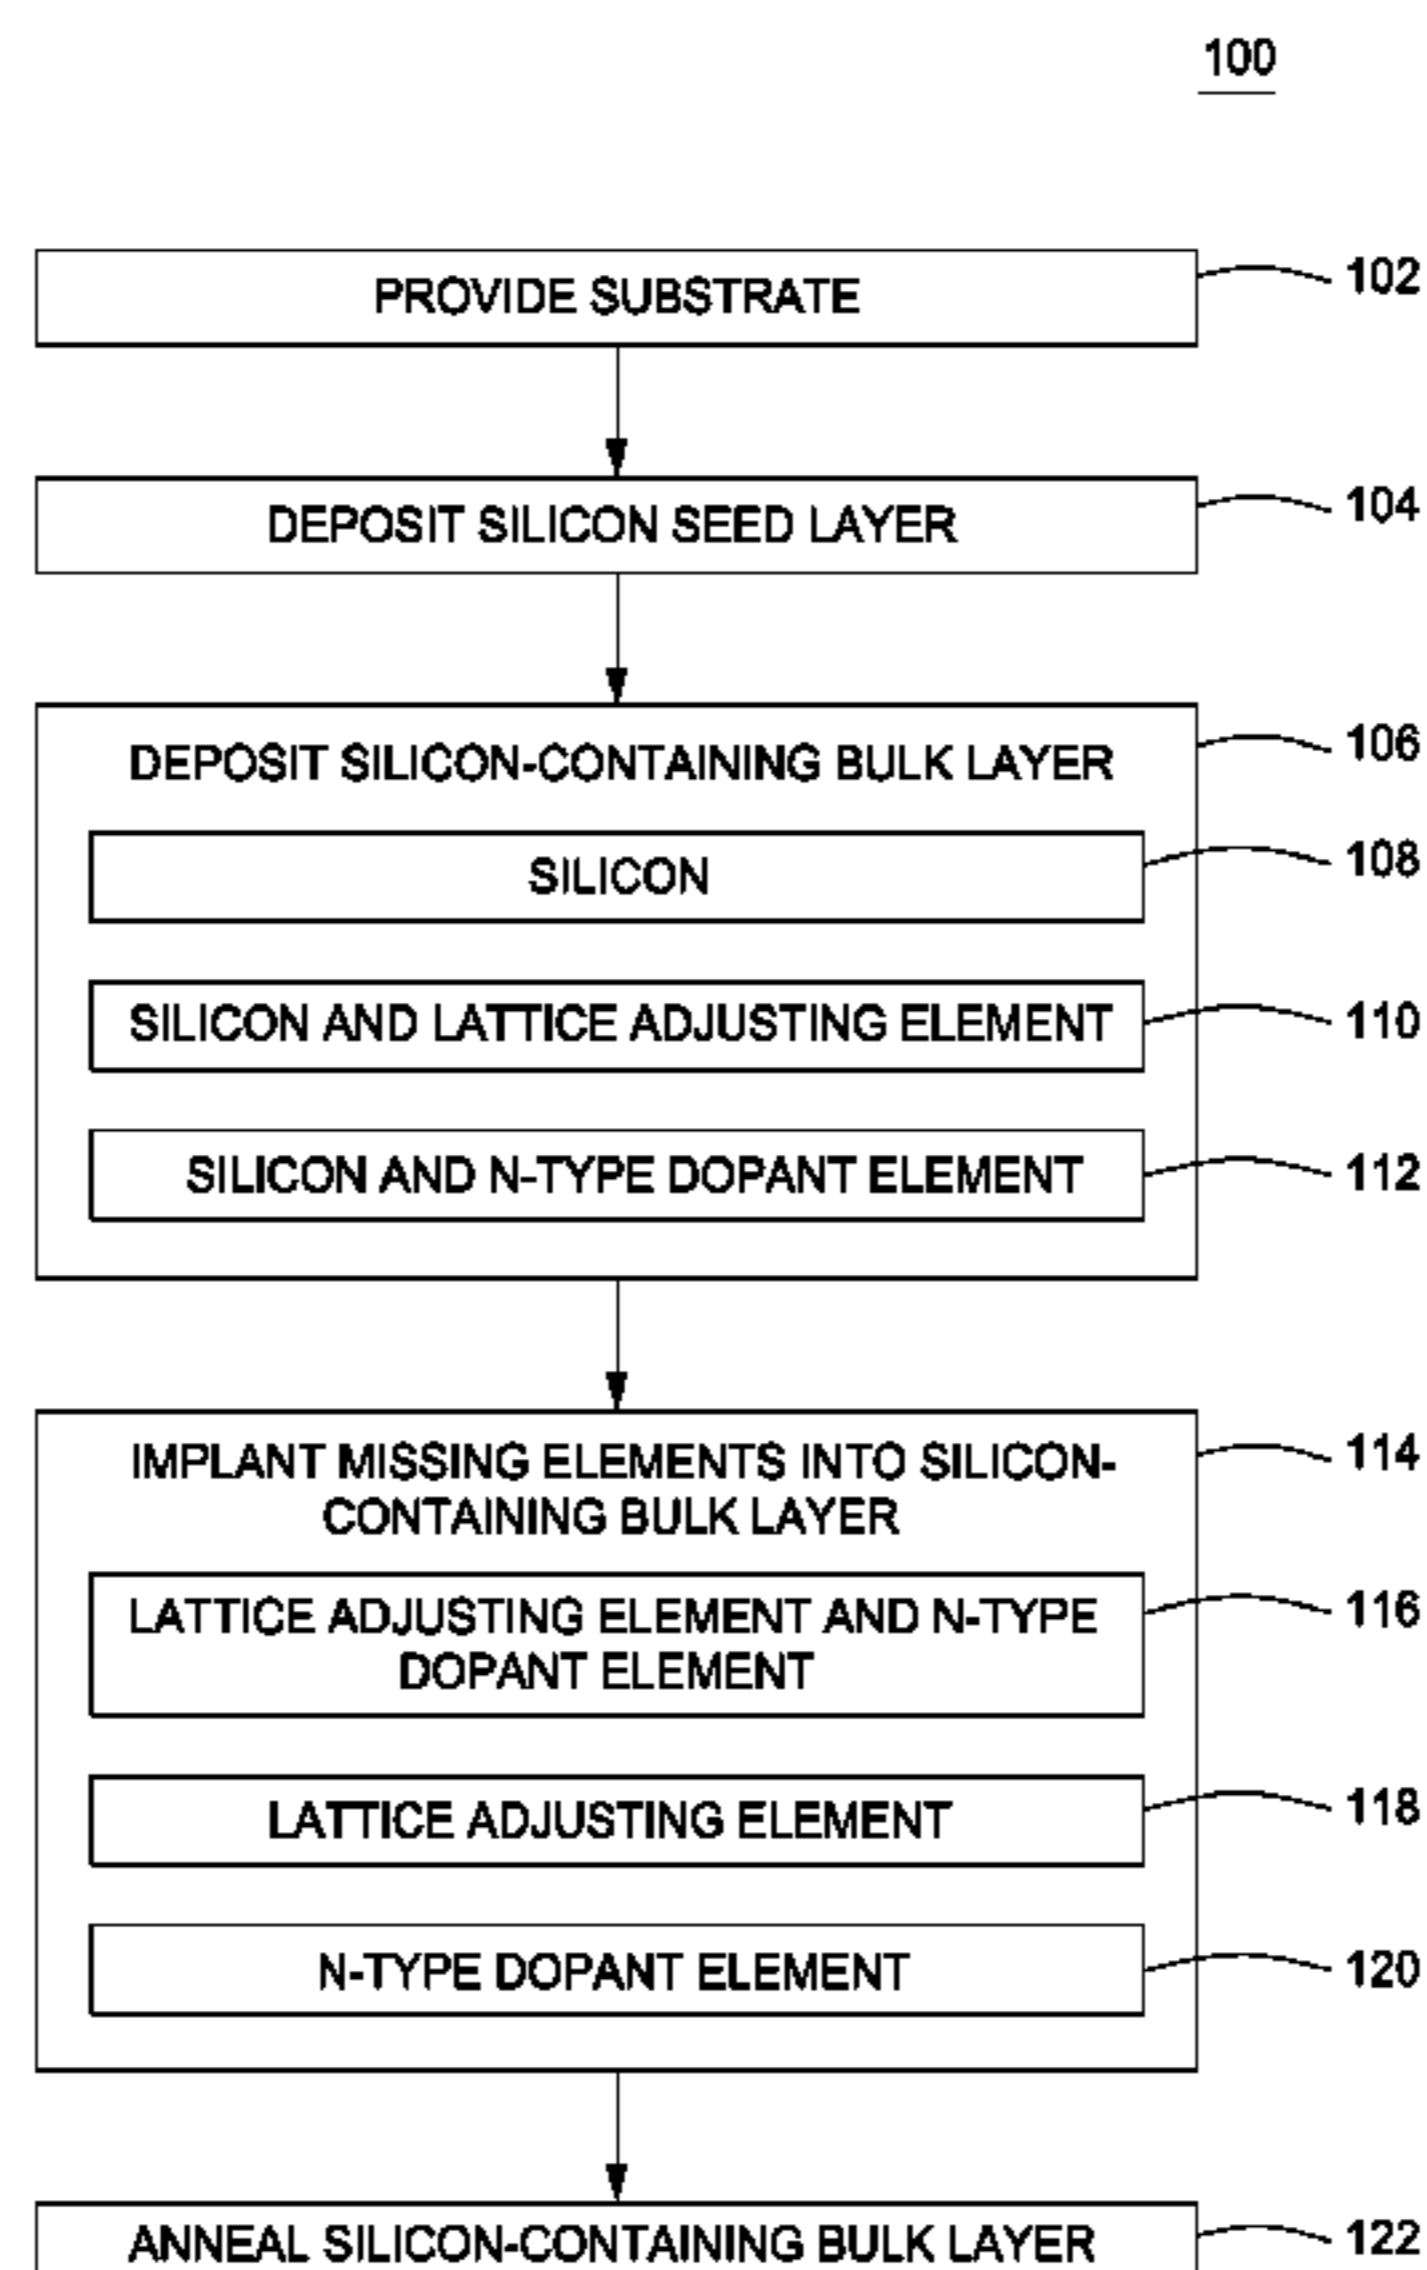 100
PROVIDE SUBSTRATE
102
DEPOSIT SILICON SEED LAYER
104
DEPOSIT SILICON-CONTAINING BULK LAYER
106
SILICON
108
SILICON AND LATTICE ADJUSTING ELEMENT
110
SILICON AND N-TYPE DOPANT ELEMENT
112
IMPLANT MISSING ELEMENTS INTO SILICON-
CONTAINING BULK LAYER
114
LATTICE ADJUSTING ELEMENT AND N-TYPE
DOPANT ELEMENT
116
LATTICE ADJUSTING ELEMENT
118
N-TYPE DOPANT ELEMENT
120
ANNEAL SILICON-CONTAINING BULK LAYER
122